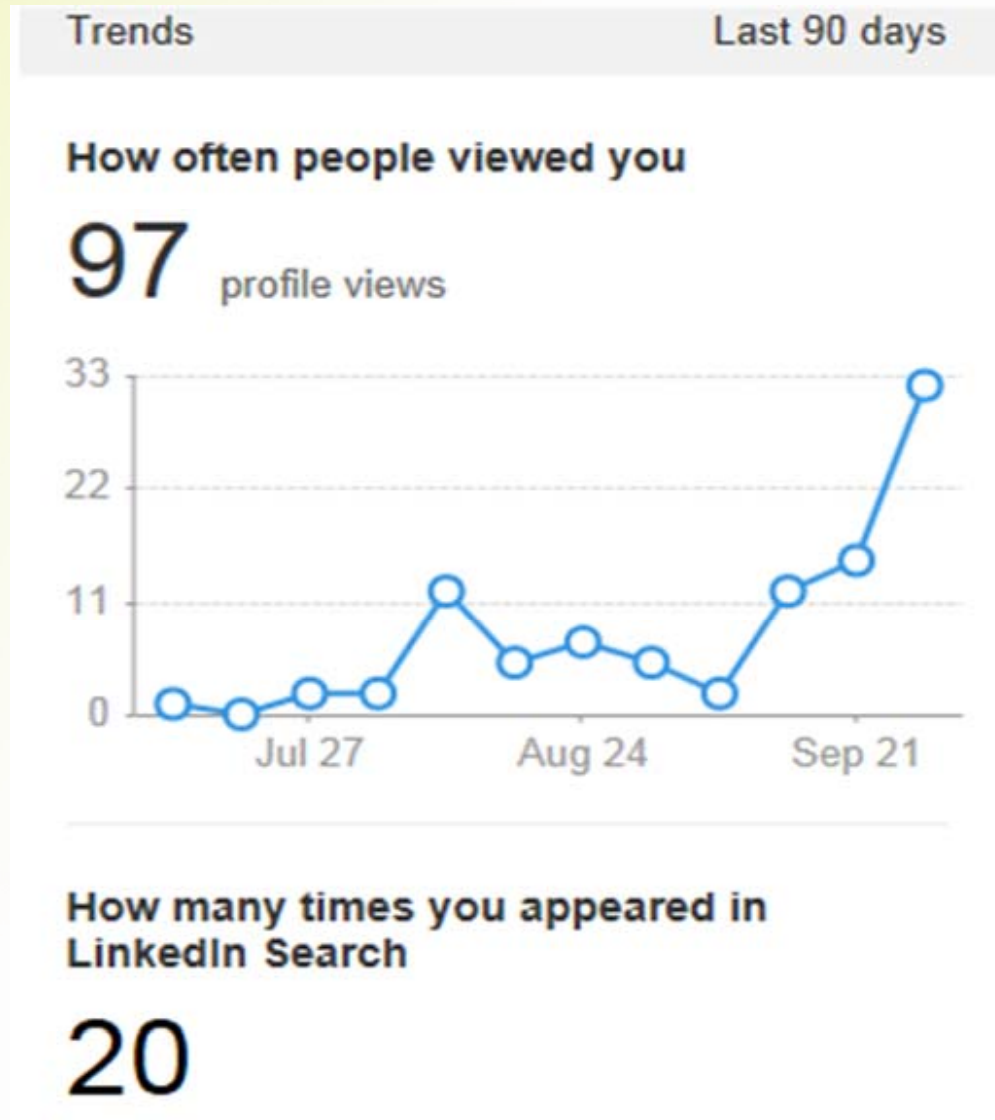 Trends Last 90 days
How often people viewed you
97 profile views
33
22
11
0
Jul 27 Aug 24 Sep 21
How many times you appeared in
LinkedIn Search
20